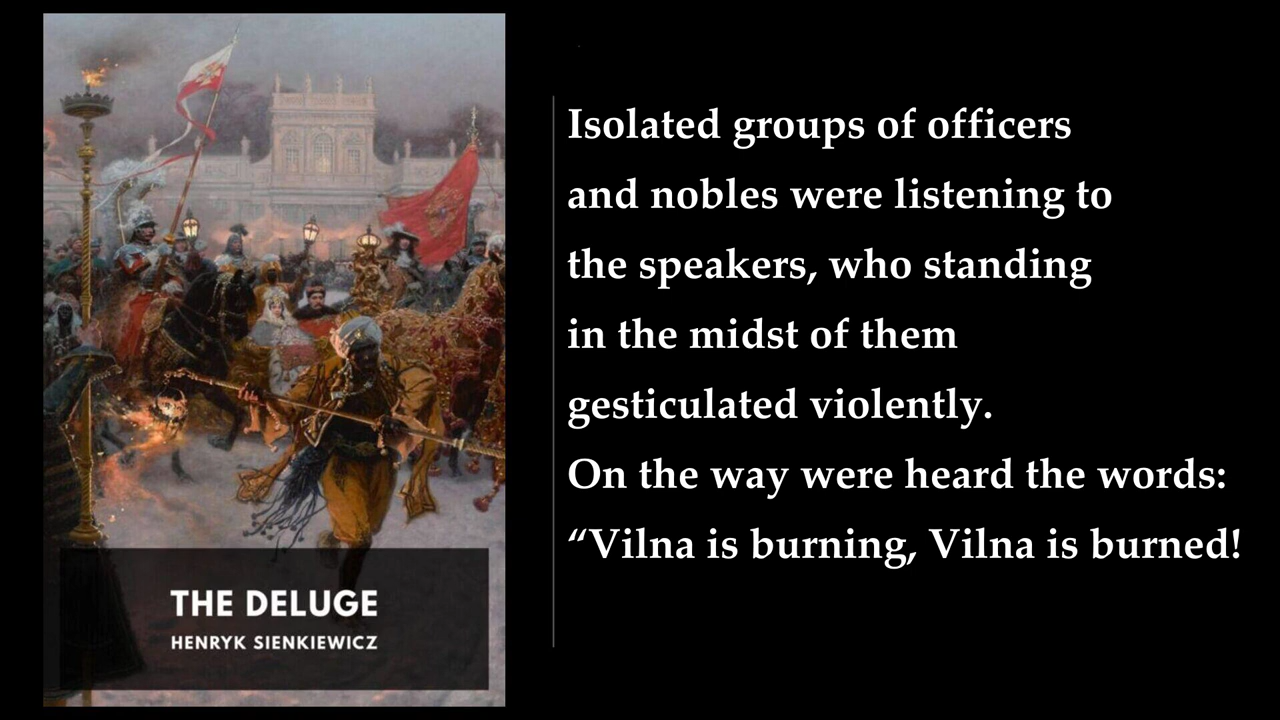 THE DELUGE
HENRYK SIENKIEWICZ
Isolated groups of officers
and nobles were listening to
the speakers, who standing
in the midst of them
gesticulated violently.
On the way were heard the words:
“Vilna is burning, Vilna is burned!